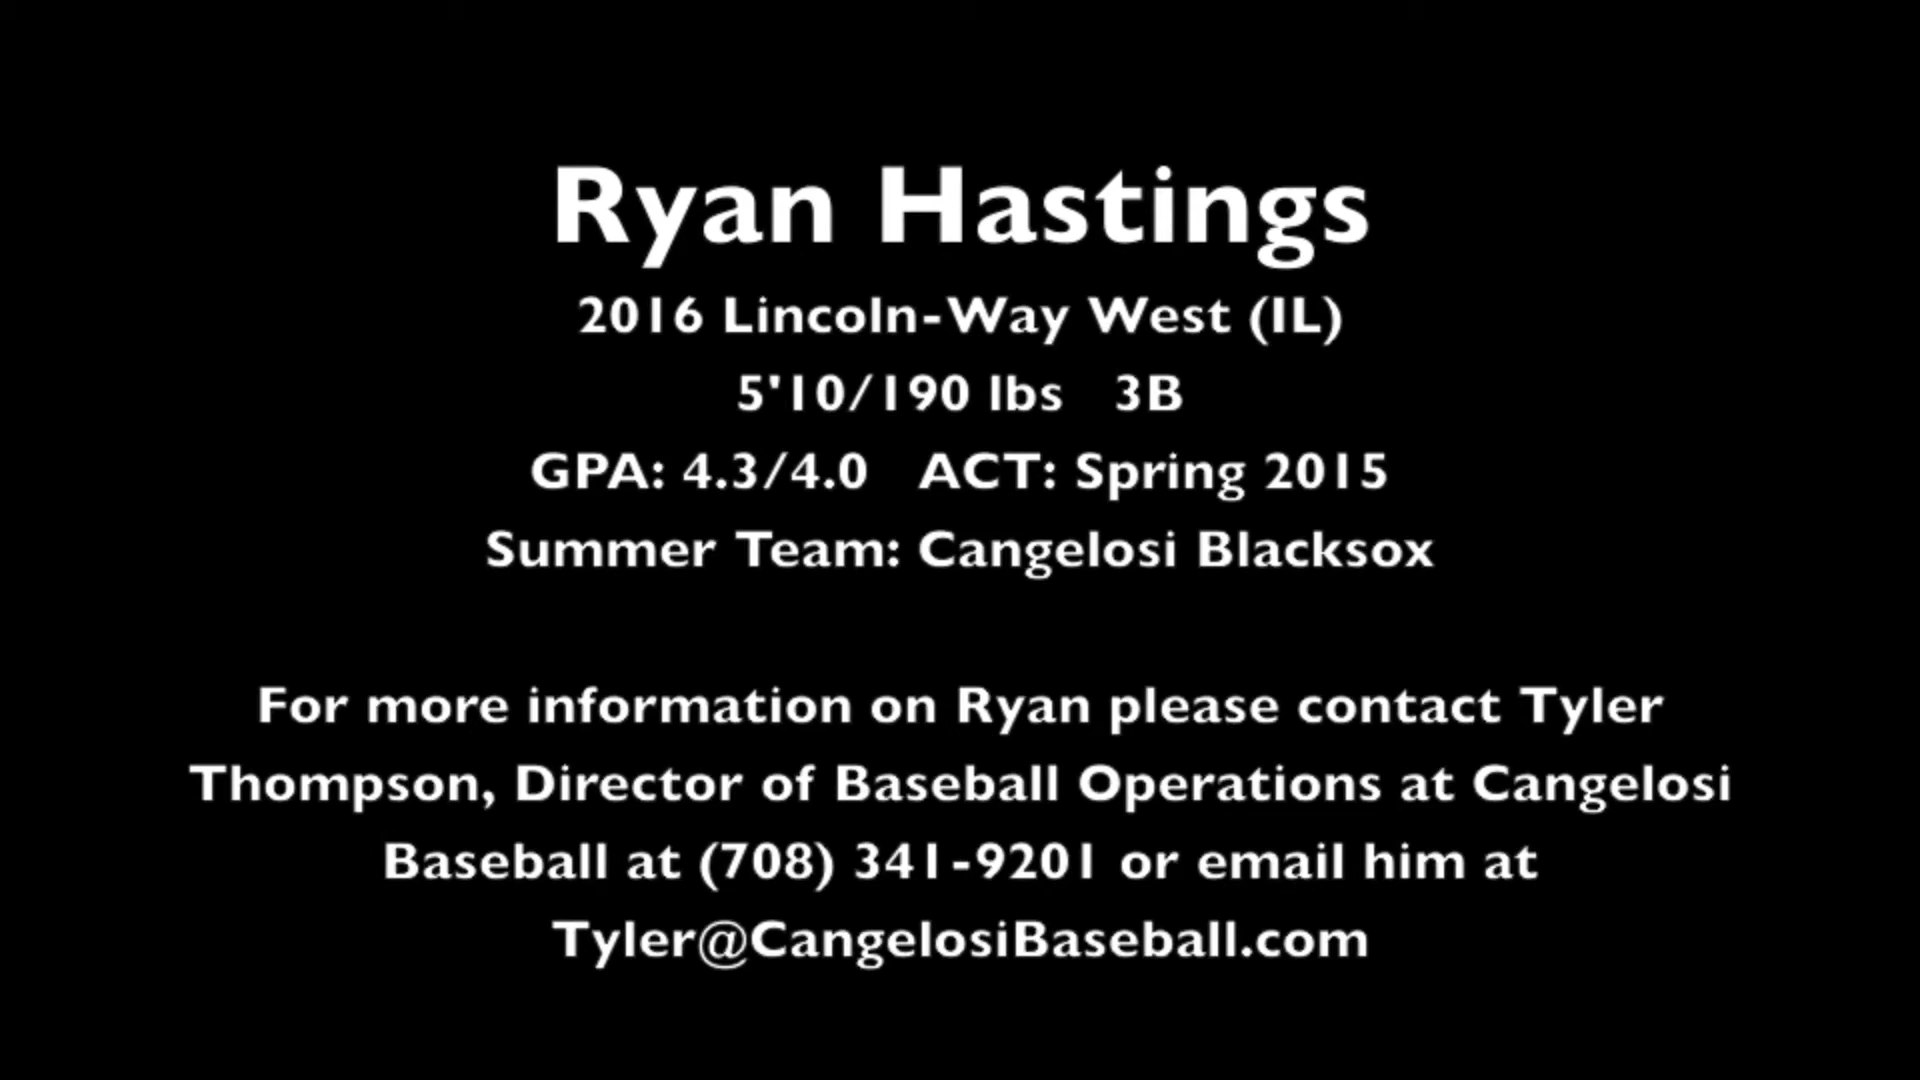 Ryan Hastings
2016 Lincoln-Way West (IL)
5'10/190 lbs   3B
GPA: 4.3/4.0   ACT: Spring 2015
Summer Team: Cangelosi Blacksox
For more information on Ryan please contact Tyler
Thompson, Director of Baseball Operations at Cangelosi
Baseball at (708) 341-9201 or email him at
Tyler@CangelosiBaseball.com